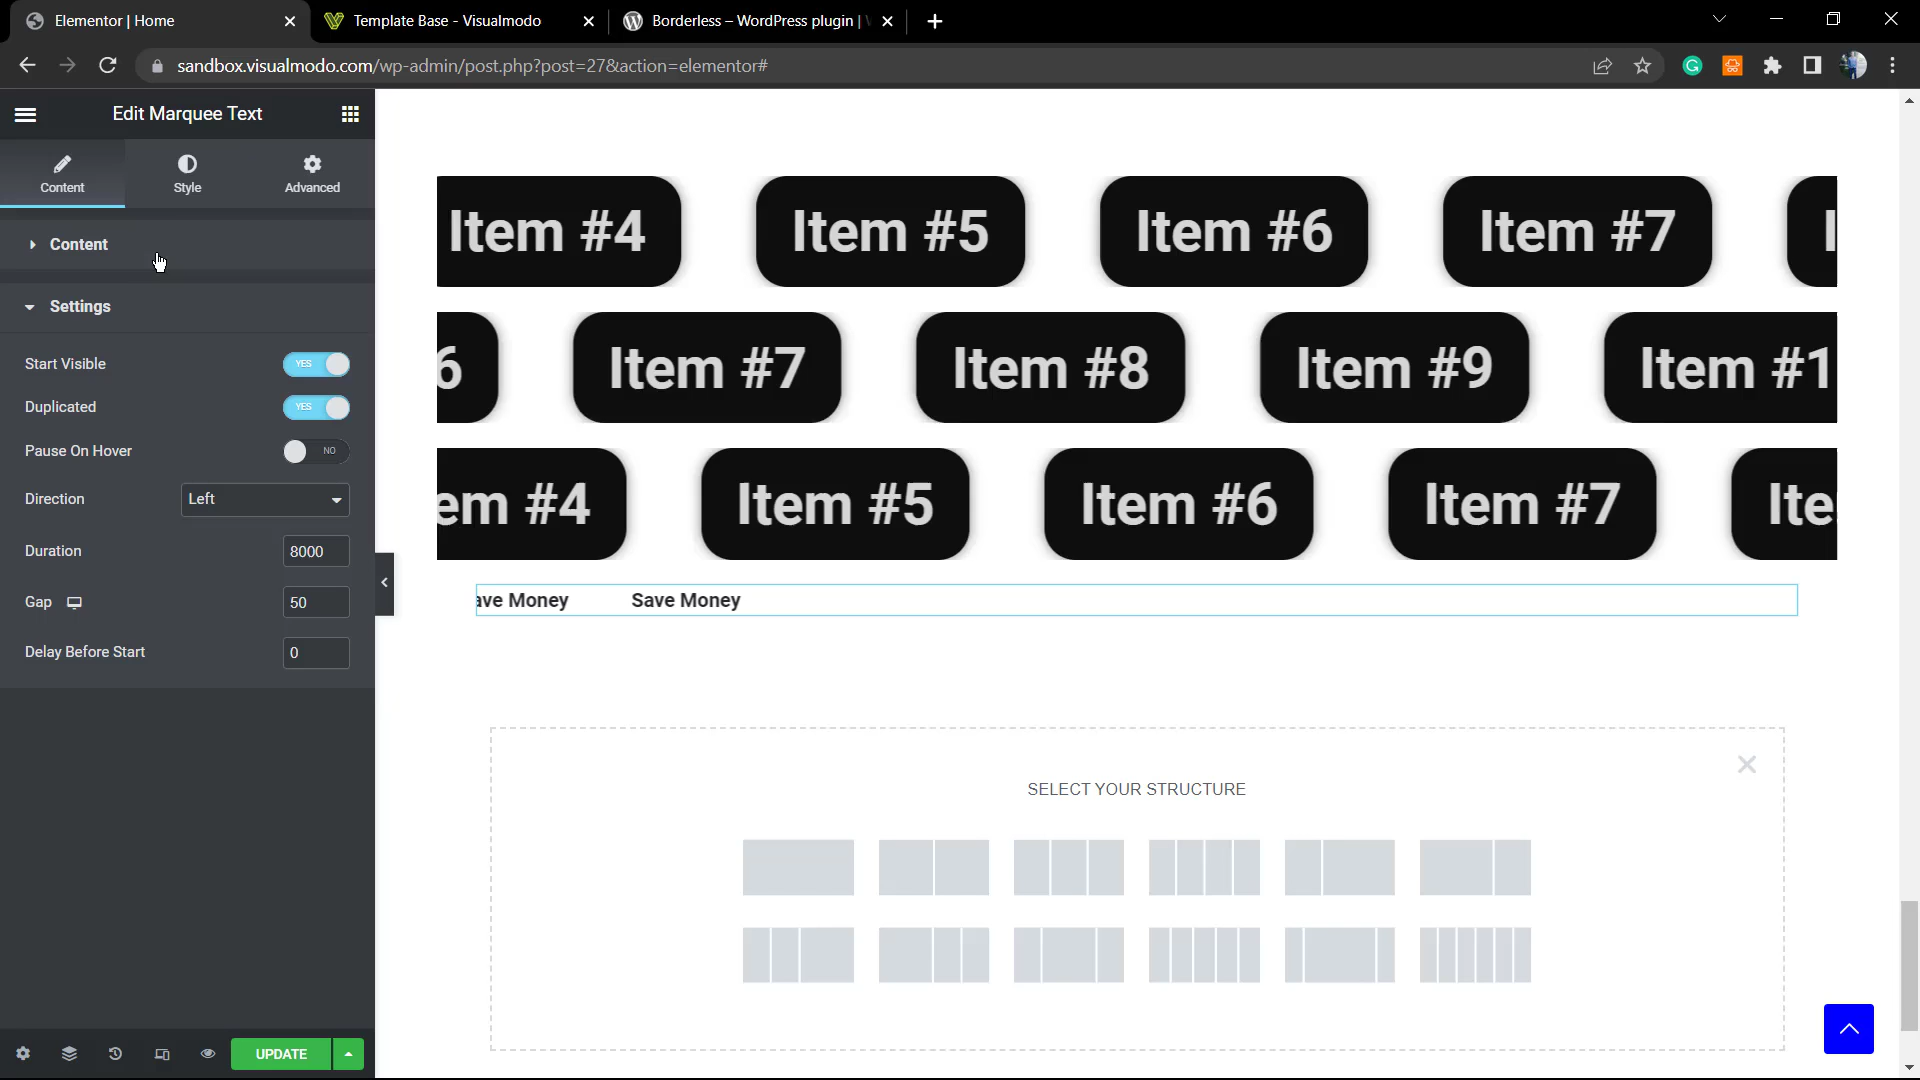 Elementor | Home
Template Base - Visualmodo
Borderless – WordPress plugin |
sandbox.visualmodo.com/wp-admin/post.php?post=27&action=elementor#
Edit Marquee Text
Content
Style
Advanced
Content
Settings
Start Visible
YES
Duplicated
YES
Pause On Hover
NO
Direction
Left
Duration
8000
Gap
50
Delay Before Start
0
UPDATE
Item #4
Item #5
Item #6
Item #7
I
6
Item #7
Item #8
Item #9
Item #1
em #4
Item #5
Item #6
Item #7
Ite
ave Money
Save Money
SELECT YOUR STRUCTURE